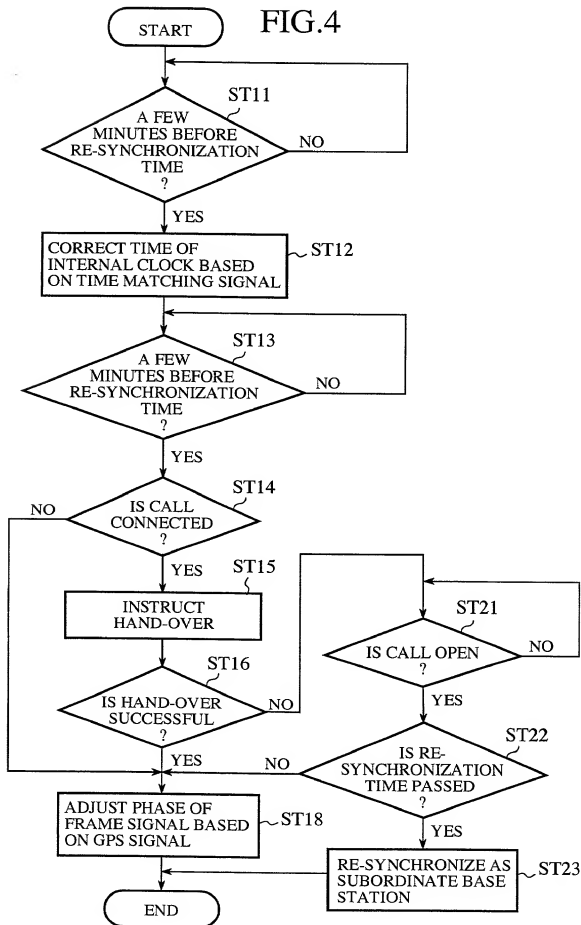 FIG.4
START
ST11
A FEW
MINUTES BEFORE
RE-SYNCHRONIZATION
TIME
?
NO
YES
CORRECT TIME OF
INTERNAL CLOCK BASED
ON TIME MATCHING SIGNAL
ST12
ST13
A FEW
MINUTES BEFORE
RE-SYNCHRONIZATION
TIME
?
NO
YES
ST14
IS CALL
CONNECTED
?
NO
YES
ST15
INSTRUCT
HAND-OVER
ST16
IS HAND-OVER
SUCCESSFUL
?
NO
YES
ST21
IS CALL OPEN
?
NO
YES
ST22
IS RE-
SYNCHRONIZATION
TIME PASSED
?
NO
YES
ADJUST PHASE OF
FRAME SIGNAL BASED
ON GPS SIGNAL
ST18
RE-SYNCHRONIZE AS
SUBORDINATE BASE
STATION
ST23
END